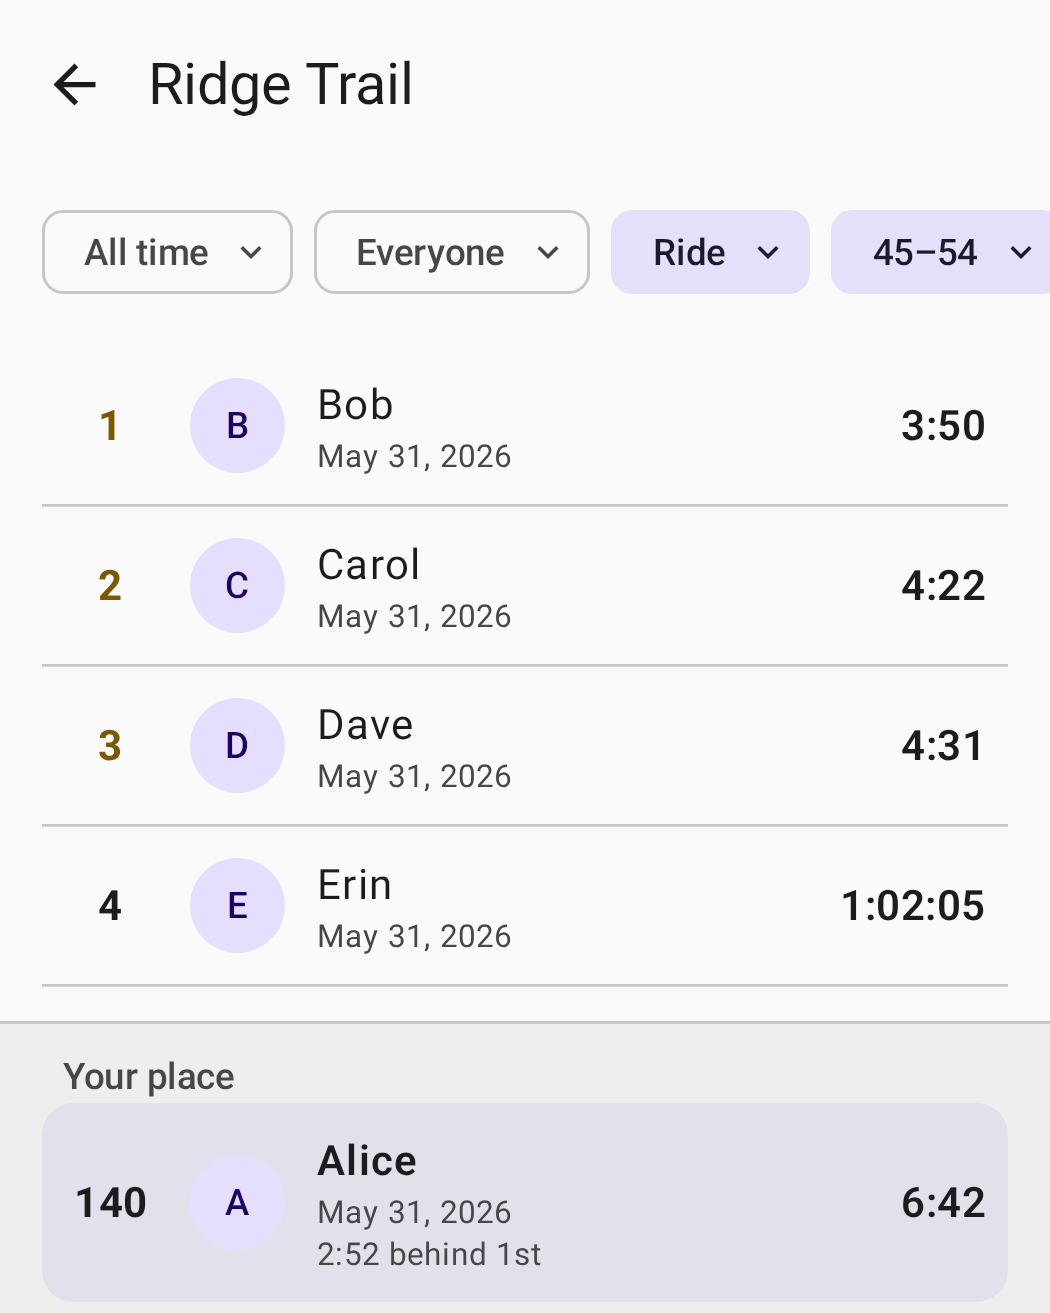 Ridge Trail
All time Everyone Ride 45–54
1 B Bob 3:50
May 31, 2026
2 C Carol 4:22
May 31, 2026
3 D Dave 4:31
May 31, 2026
4 E Erin 1:02:05
May 31, 2026
Your place
140 A Alice 6:42
May 31, 2026
2:52 behind 1st